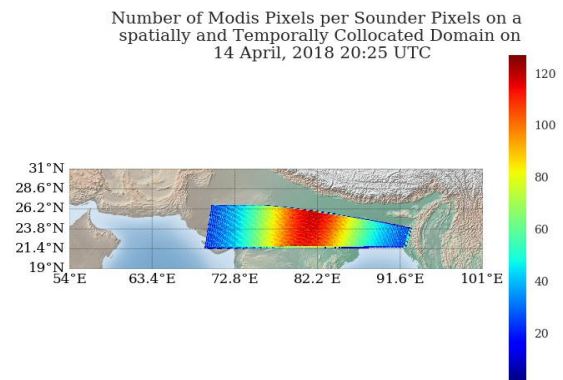 Number of Modis Pixels per Sounder Pixels on a
spatially and Temporally Collocated Domain on
14 April, 2018 20:25 UTC
120
100
80
60
40
20
31°N
28.6°N
26.2°N
23.8°N
21.4°N
19°N
54°E 63.4°E 72.8°E 82.2°E 91.6°E 101°E